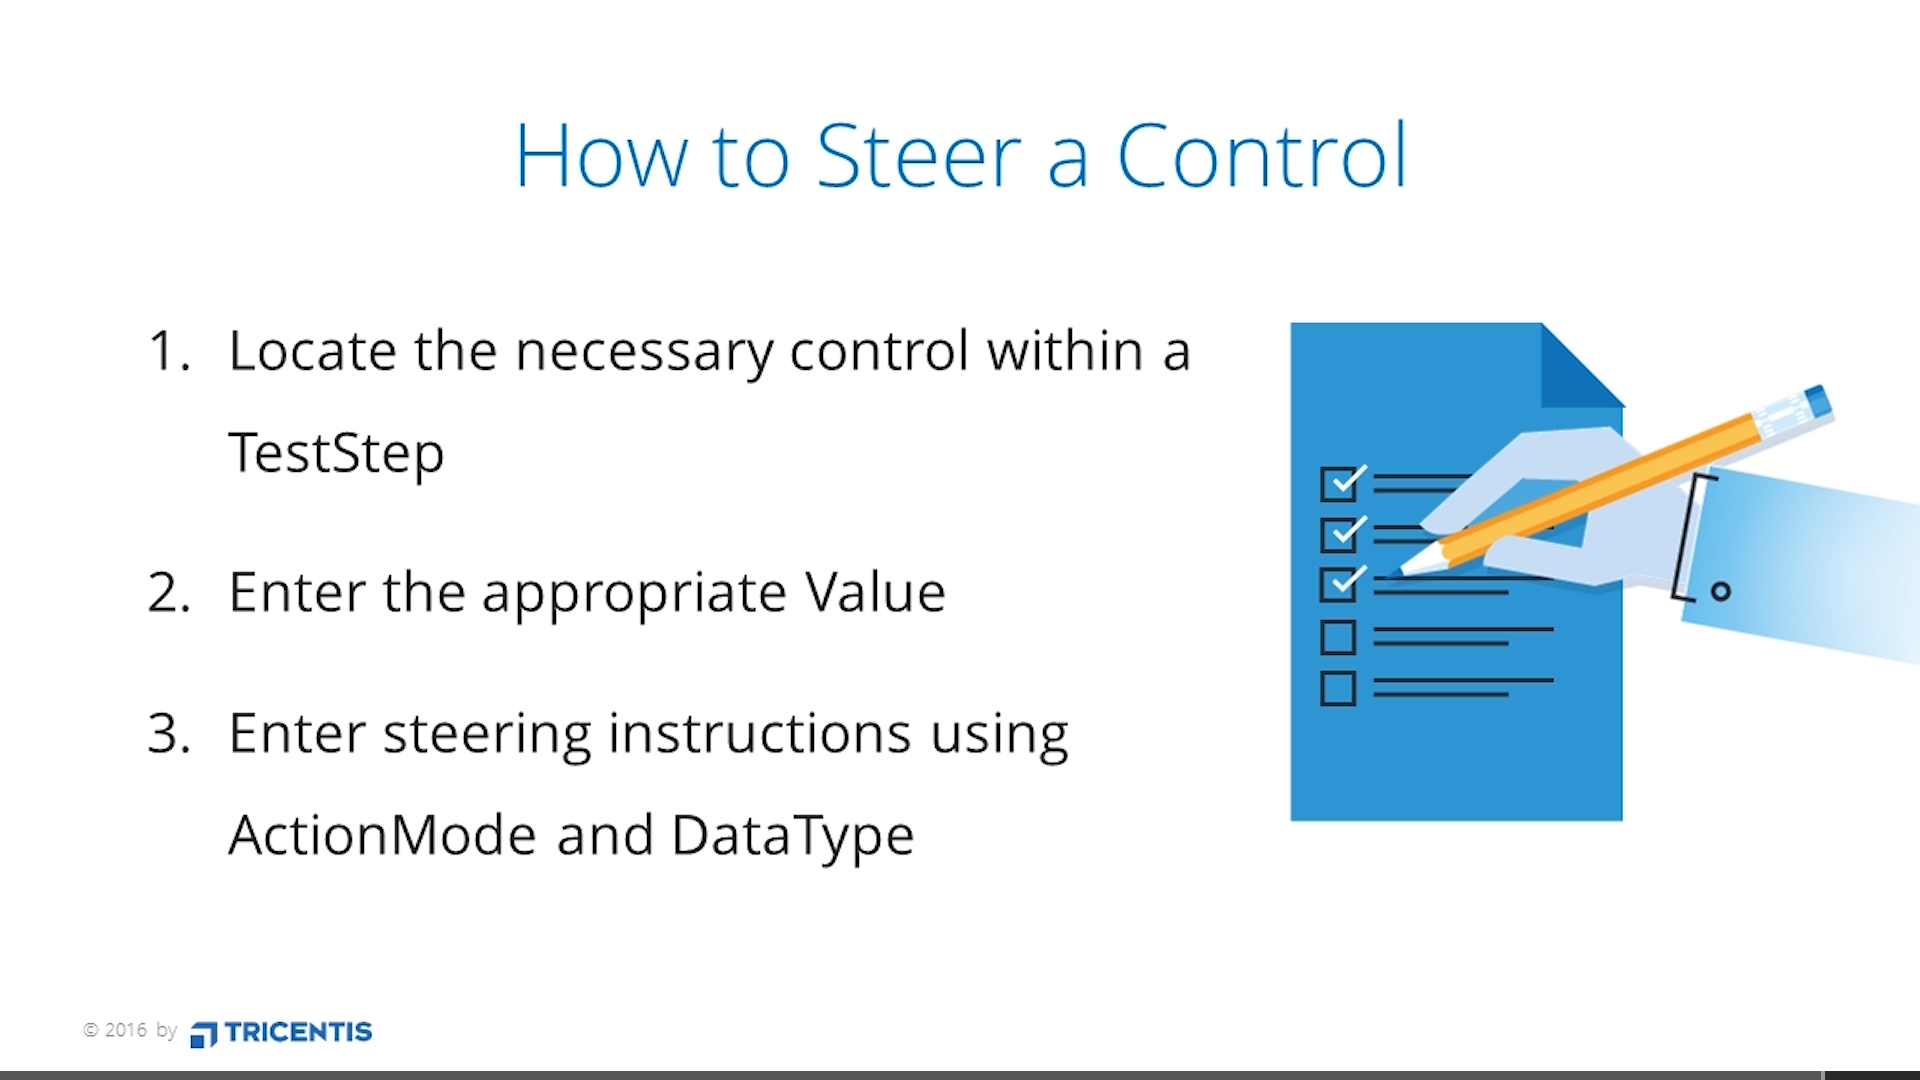 How to Steer a Control
1. Locate the necessary control within a
TestStep
2. Enter the appropriate Value
3. Enter steering instructions using
ActionMode and DataType
© 2016 by TRICENTIS